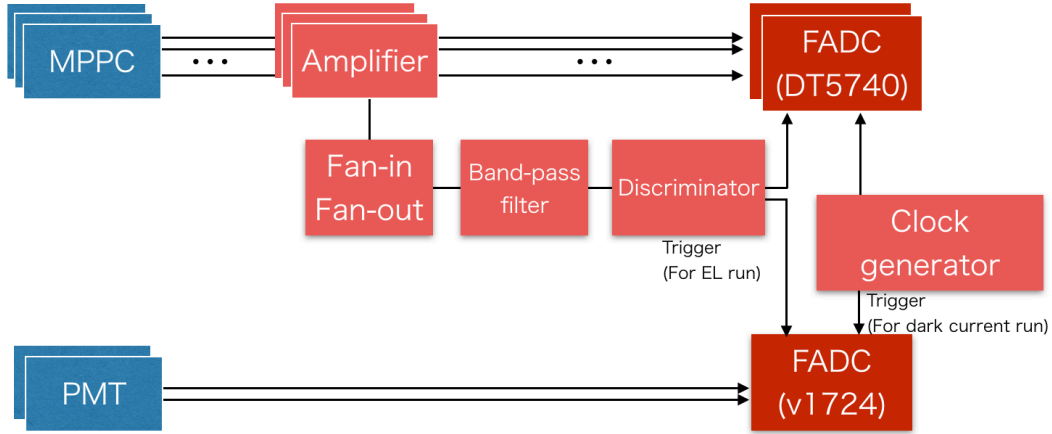 MPPC
• • •
Amplifier
• • •
FADC
(DT5740)
Fan-in
Fan-out
Band-pass
filter
Discriminator
Clock
generator
Trigger
(For EL run)
Trigger
(For dark current run)
PMT
FADC
(v1724)